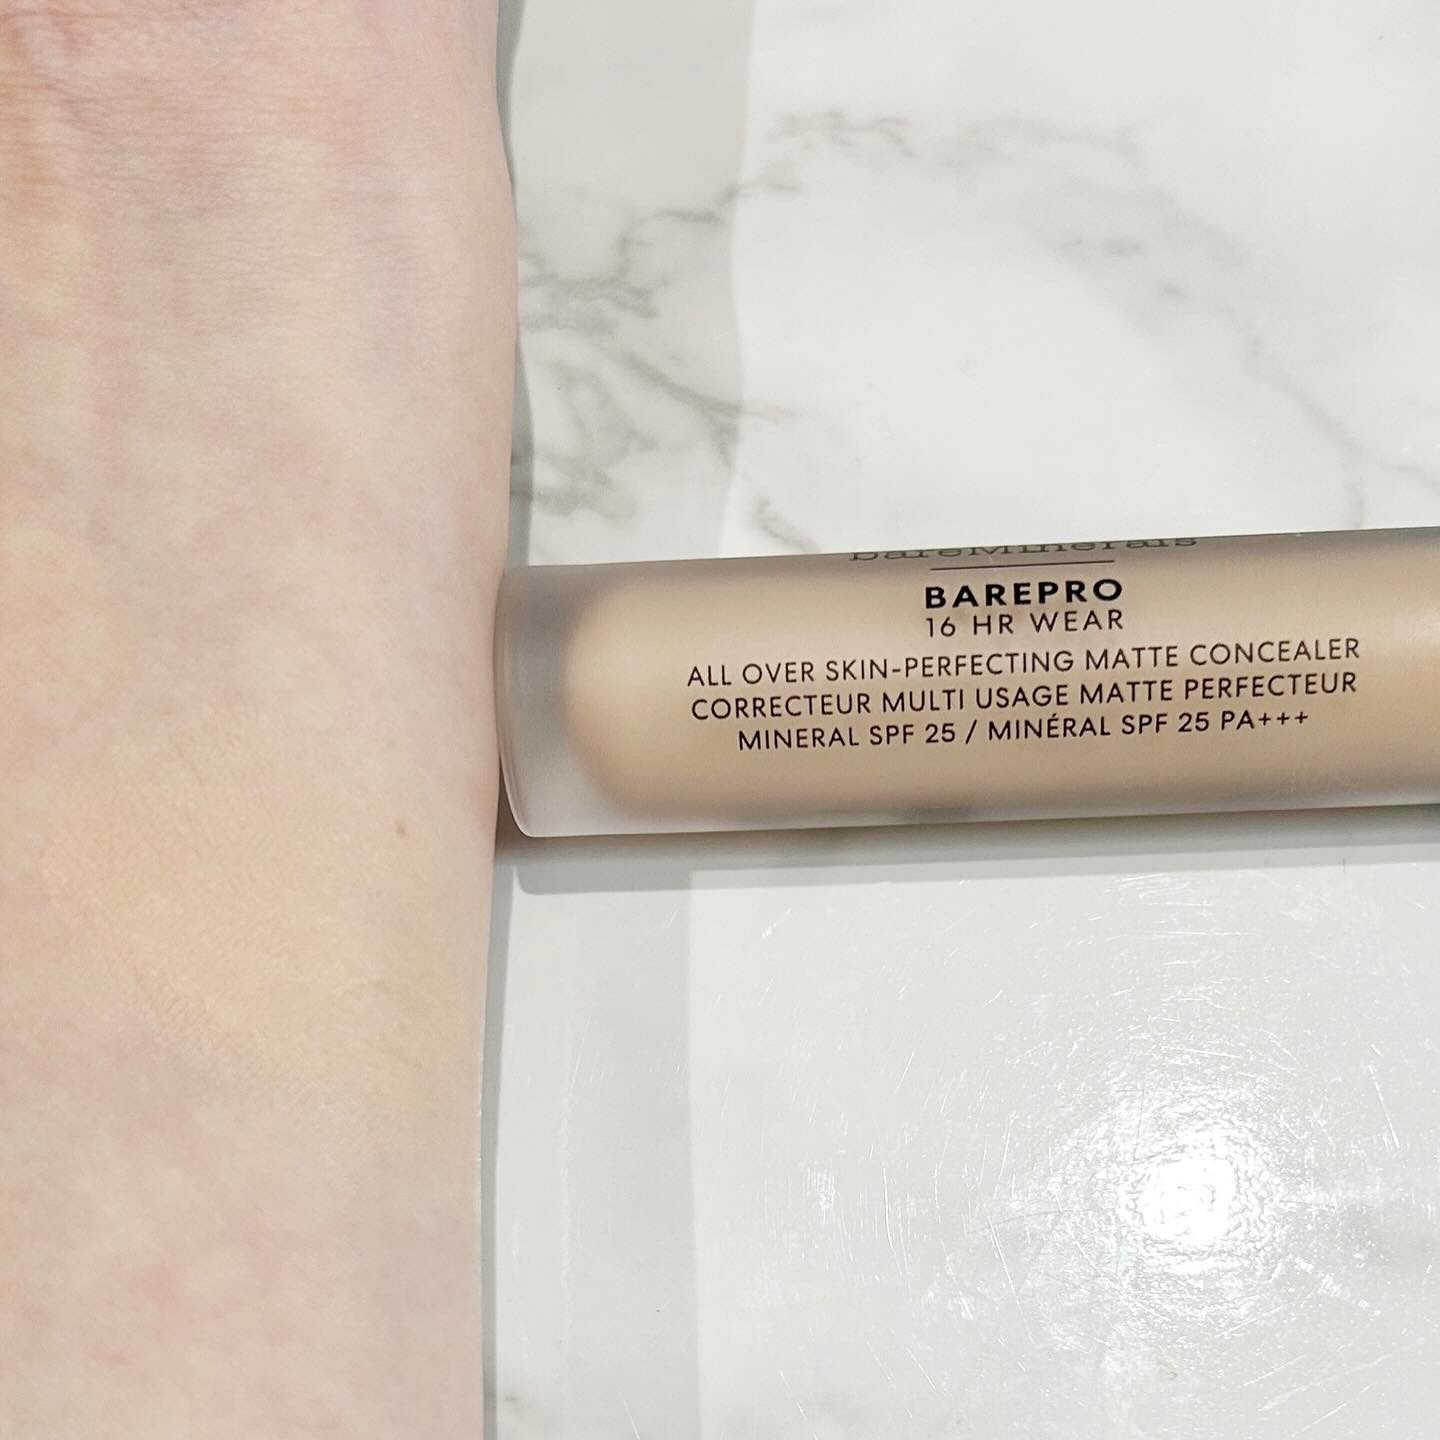 bareMinerals
BAREPRO
16 HR WEAR
ALL OVER SKIN-PERFECTING MATTE CONCEALER
CORRECTEUR MULTI USAGE MATTE PERFECTEUR
MINERAL SPF 25 / MINÉRAL SPF 25 PA+++